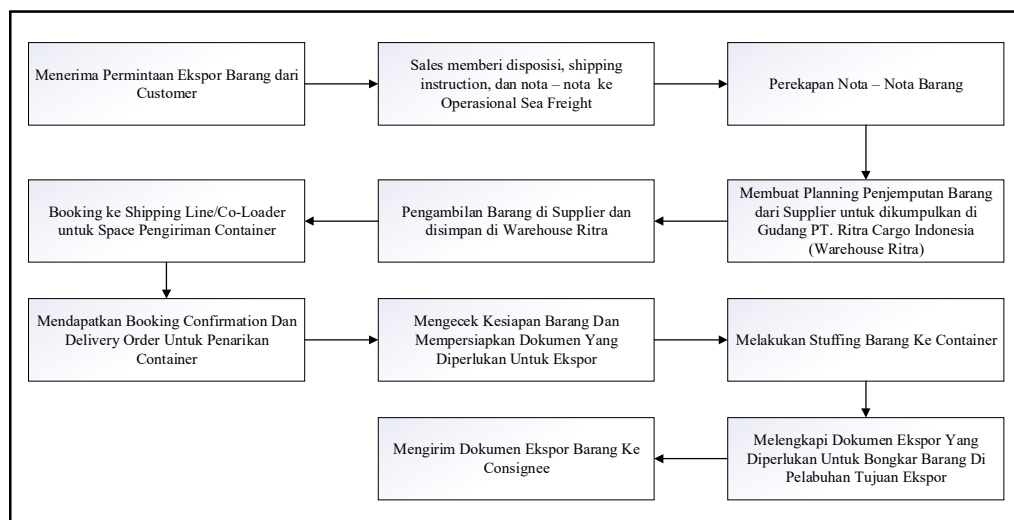 Menerima Permintaan Ekspor Barang dari
Customer
Sales memberi disposisi, shipping
instruction, dan nota – nota ke
Operasional Sea Freight
Perekapan Nota – Nota Barang
Membuat Planning Penjemputan Barang
dari Supplier untuk dikumpulkan di
Gudang PT. Ritra Cargo Indonesia
(Warehouse Ritra)
Pengambilan Barang di Supplier dan
disimpan di Warehouse Ritra
Booking ke Shipping Line/Co-Loader
untuk Space Pengiriman Container
Mendapatkan Booking Confirmation Dan
Delivery Order Untuk Penarikan
Container
Mengecek Kesiapan Barang Dan
Mempersiapkan Dokumen Yang
Diperlukan Untuk Ekspor
Melakukan Stuffing Barang Ke Container
Melengkapi Dokumen Ekspor Yang
Diperlukan Untuk Bongkar Barang Di
Pelabuhan Tujuan Ekspor
Mengirim Dokumen Ekspor Barang Ke
Consignee